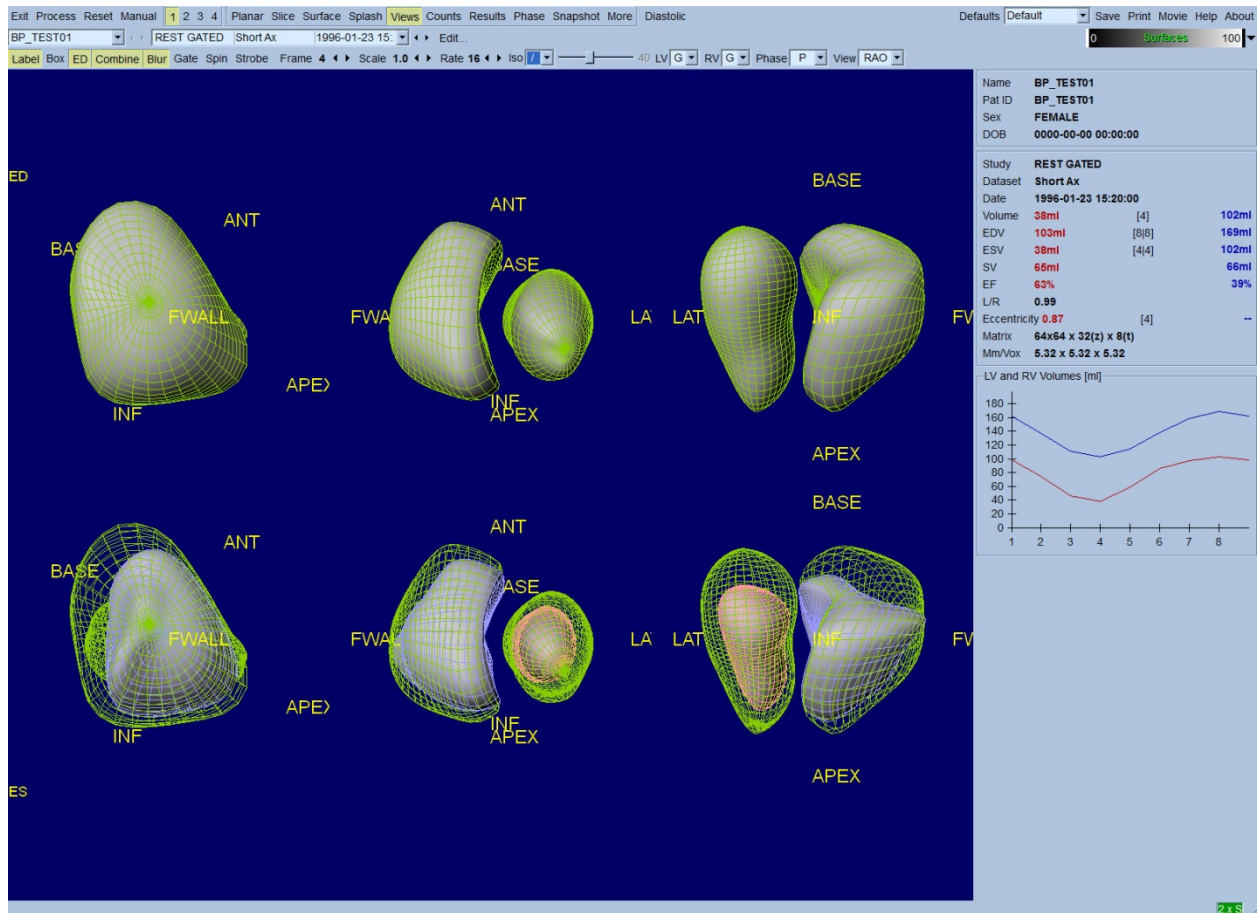 Exit Process Reset Manual 1 2 3 4 Planar Slice Surface Splash Views Counts Results Phase Snapshot More Diastolic Defaults Default Save Print Movie Help About
BP_TEST01 REST GATED Short Ax 1996-01-23 15: Edit... 0 Surfaces 100
Label Box ED Combine Blur Gate Spin Strobe Frame 4 Scale 1.0 Rate 16 Iso / 40 LV G RV G Phase P View RAO
ED
ANT
BAS
FWALL
APEX
INF
ANT
BASE
FWA
LA
INF
APEX
BASE
LAT
INF
FW
APEX
ES
ANT
BASE
FWALL
APEX
INF
ANT
BASE
FWAL
LA
INF
APEX
BASE
LAT
INF
FW
APEX
Name BP_TEST01
Pat ID BP_TEST01
Sex FEMALE
DOB 0000-00-00 00:00:00
Study REST GATED
Dataset Short Ax
Date 1996-01-23 15:20:00
Volume 38ml [4] 102ml
EDV 103ml [8|8] 169ml
ESV 38ml [4|4] 102ml
SV 65ml 66ml
EF 63% 39%
L/R 0.99
Eccentricity 0.87 [4] --
Matrix 64x64 x 32(z) x 8(t)
Mm/Vox 5.32 x 5.32 x 5.32
LV and RV Volumes [ml]
180
160
140
120
100
80
60
40
20
0
1 2 3 4 5 6 7 8
2 x S